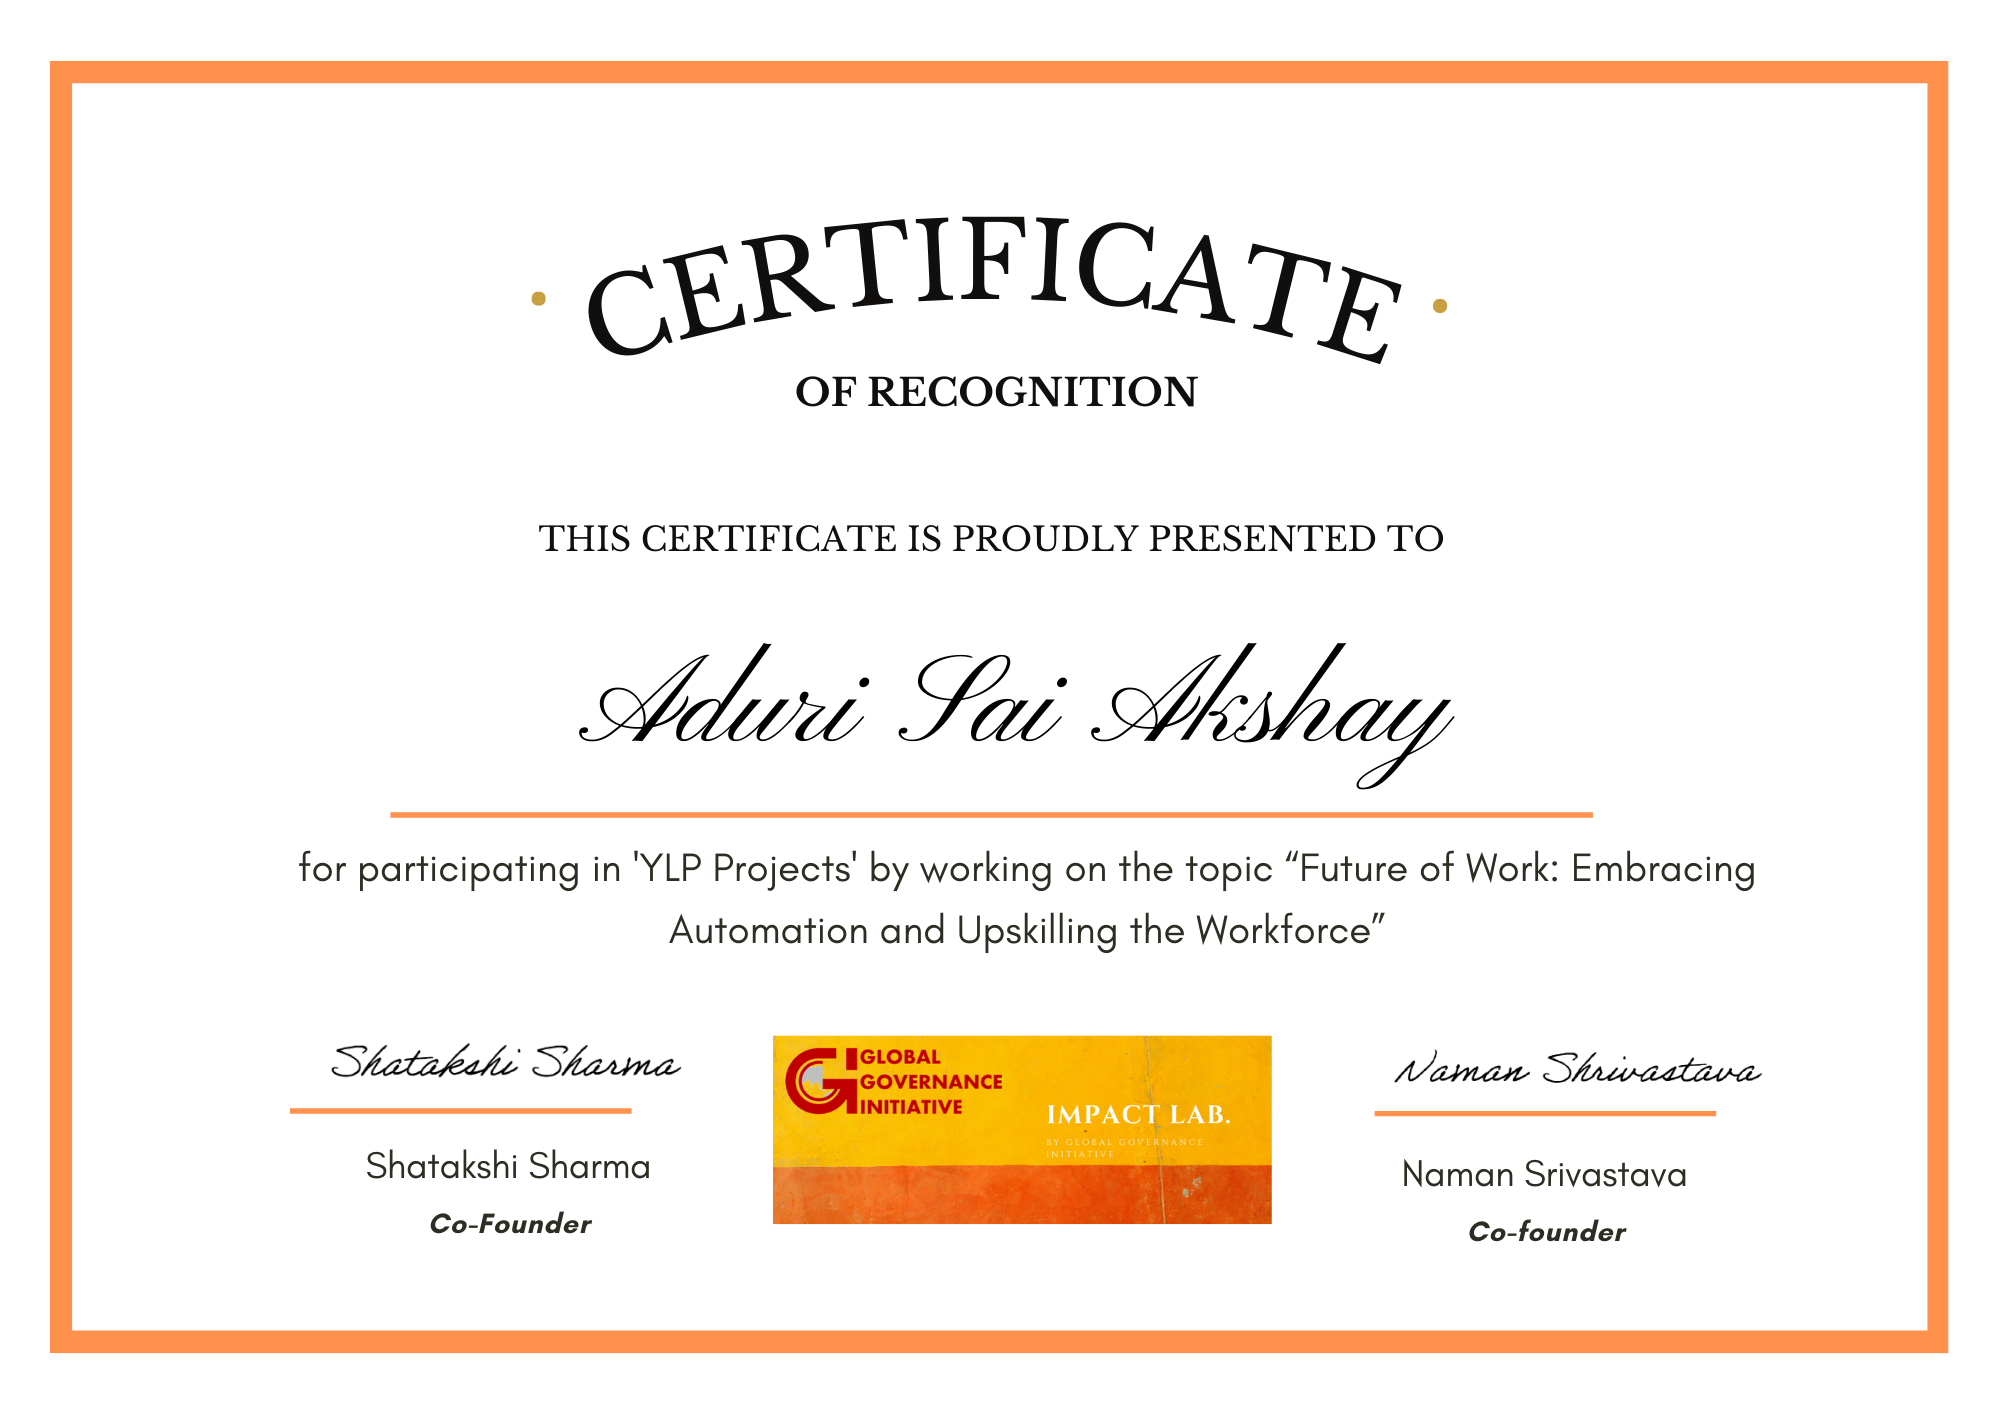 CERTIFICATE
OF RECOGNITION
THIS CERTIFICATE IS PROUDLY PRESENTED TO
Aduri Sai Akshay
for participating in 'YLP Projects' by working on the topic “Future of Work: Embracing
Automation and Upskilling the Workforce”
Shatakshi Sharma
Shatakshi Sharma
Co-Founder
GLOBAL
GOVERNANCE
INITIATIVE
IMPACT LAB.
BY GLOBAL GOVERNANCE
INITIATIVE
Naman Shrivastava
Naman Srivastava
Co-founder